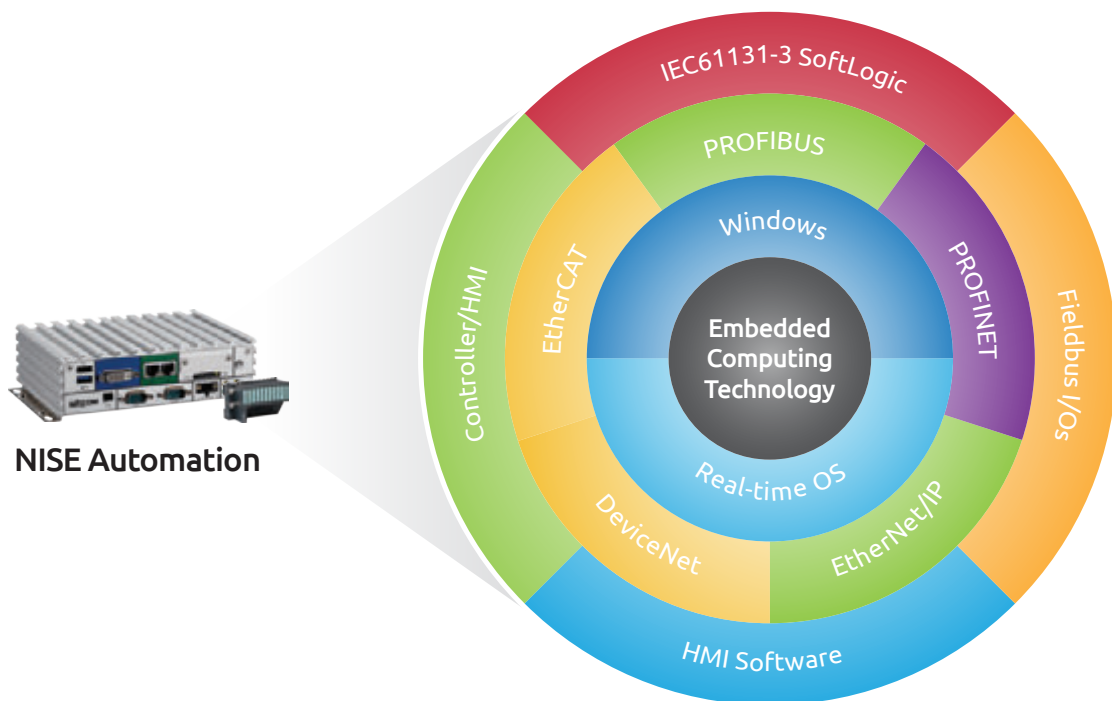 IEC61131-3 SoftLogic
PROFIBUS
Windows
EtherCAT
PROFINET
Controller/HMI
Fieldbus I/Os
Embedded
Computing
Technology
NISE Automation
Real-time OS
DeviceNet
EtherNet/IP
HMI Software